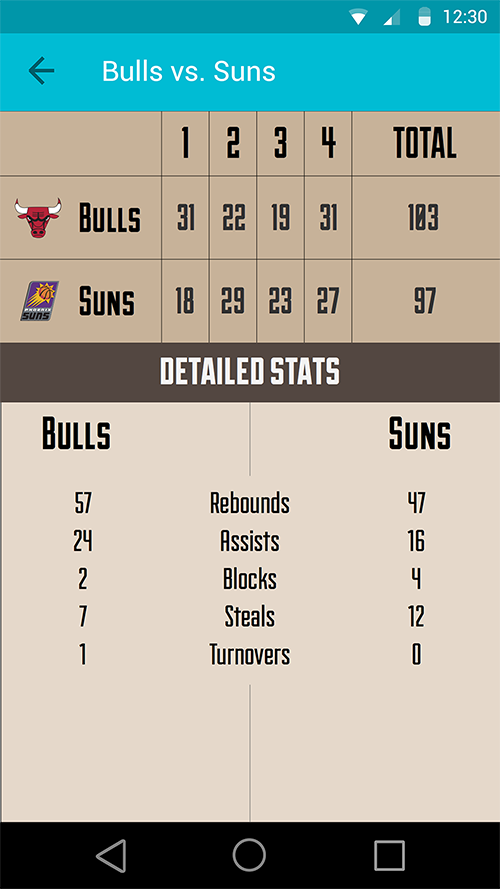 12:30
Bulls vs. Suns
1 2 3 4 TOTAL
BULLS 31 22 19 31 103
PHOENIX SUNS SUNS 18 29 23 27 97
DETAILED STATS
BULLS SUNS
57 Rebounds 47
24 Assists 16
2 Blocks 4
7 Steals 12
1 Turnovers 0